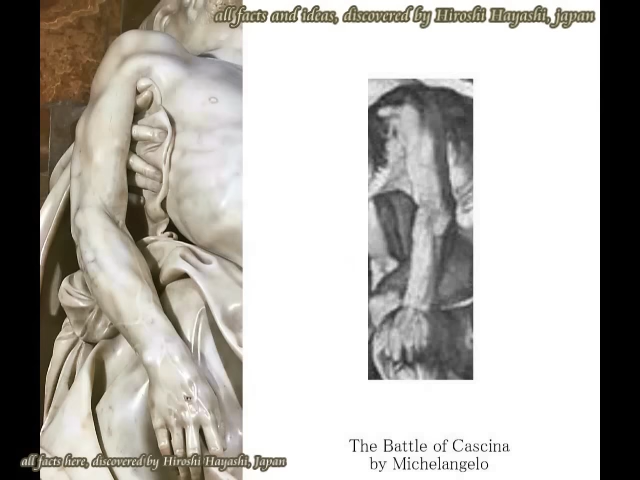 all facts and ideas, discovered by Hiroshi Hayashi, japan
The Battle of Cascina
by Michelangelo
all facts here, discovered by Hiroshi Hayashi, Japan